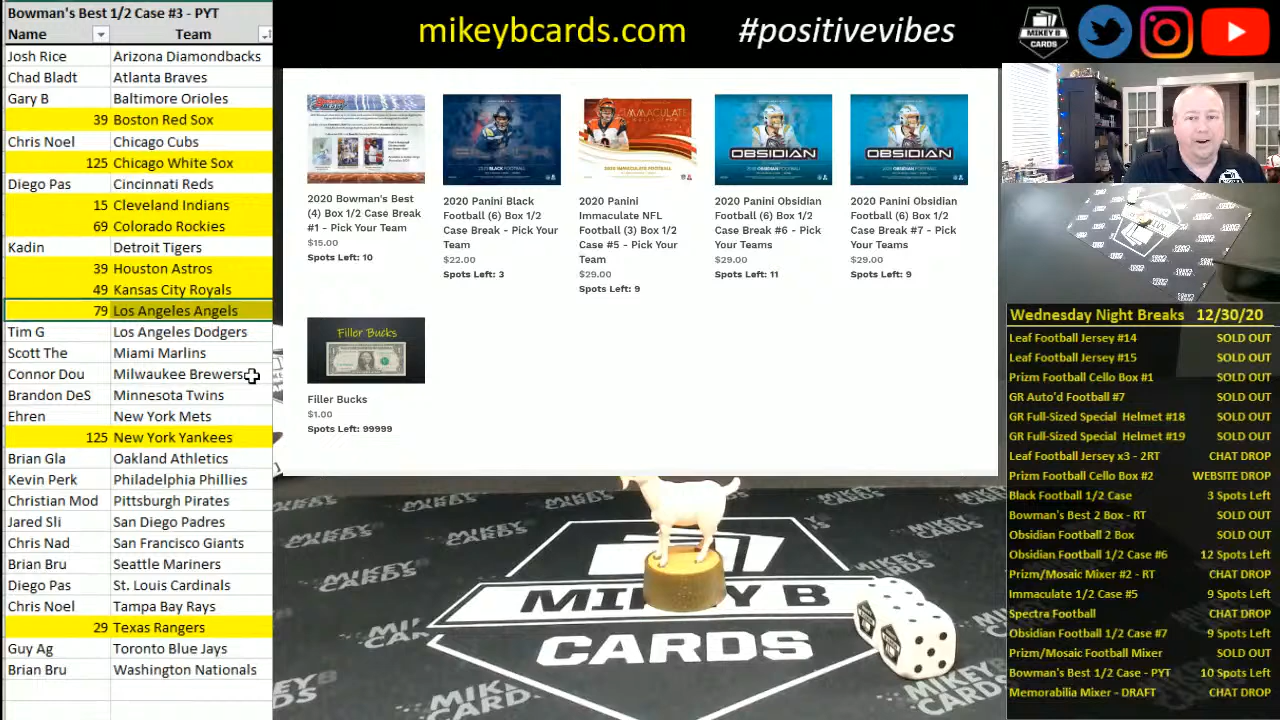 Bowman's Best 1/2 Case #3 - PYT
Name Team
Josh Rice Arizona Diamondbacks
Chad Bladt Atlanta Braves
Gary B Baltimore Orioles
39 Boston Red Sox
Chris Noel Chicago Cubs
125 Chicago White Sox
Diego Pas Cincinnati Reds
15 Cleveland Indians
69 Colorado Rockies
Kadin Detroit Tigers
39 Houston Astros
49 Kansas City Royals
79 Los Angeles Angels
Tim G Los Angeles Dodgers
Scott The Miami Marlins
Connor Dou Milwaukee Brewers
Brandon DeS Minnesota Twins
Ehren New York Mets
125 New York Yankees
Brian Gla Oakland Athletics
Kevin Perk Philadelphia Phillies
Christian Mod Pittsburgh Pirates
Jared Sli San Diego Padres
Chris Nad San Francisco Giants
Brian Bru Seattle Mariners
Diego Pas St. Louis Cardinals
Chris Noel Tampa Bay Rays
29 Texas Rangers
Guy Ag Toronto Blue Jays
Brian Bru Washington Nationals
mikeybcards.com #positivevibes
MIKEY B
CARDS
2020 Bowman's Best
(4) Box 1/2 Case Break
#1 - Pick Your Team
$15.00
Spots Left: 10
BLACK
2020 Panini Black
Football (6) Box 1/2
Case Break - Pick Your
Team
$22.00
Spots Left: 3
IMMACULATE
2020 Panini
Immaculate NFL
Football (3) Box 1/2
Case #5 - Pick Your
Team
$29.00
Spots Left: 9
OBSIDIAN
2020 Panini Obsidian
Football (6) Box 1/2
Case Break #6 - Pick
Your Teams
$29.00
Spots Left: 11
OBSIDIAN
2020 Panini Obsidian
Football (6) Box 1/2
Case Break #7 - Pick
Your Teams
$29.00
Spots Left: 9
Filler Bucks
Filler Bucks
$1.00
Spots Left: 99999
Wednesday Night Breaks 12/30/20
Leaf Football Jersey #14 SOLD OUT
Leaf Football Jersey #15 SOLD OUT
Prizm Football Cello Box #1 SOLD OUT
GR Auto'd Football #7 SOLD OUT
GR Full-Sized Special Helmet #18 SOLD OUT
GR Full-Sized Special Helmet #19 SOLD OUT
Leaf Football Jersey x3 - 2RT CHAT DROP
Prizm Football Cello Box #2 WEBSITE DROP
Black Football 1/2 Case 3 Spots Left
Bowman's Best 2 Box - RT SOLD OUT
Obsidian Football 2 Box SOLD OUT
Obsidian Football 1/2 Case #6 12 Spots Left
Prizm/Mosaic Mixer #2 - RT CHAT DROP
Immaculate 1/2 Case #5 9 Spots Left
Spectra Football CHAT DROP
Obsidian Football 1/2 Case #7 9 Spots Left
Prizm/Mosaic Football Mixer SOLD OUT
Bowman's Best 1/2 Case - PYT 10 Spots Left
Memorabilia Mixer - DRAFT CHAT DROP
MIKEY B
CARDS